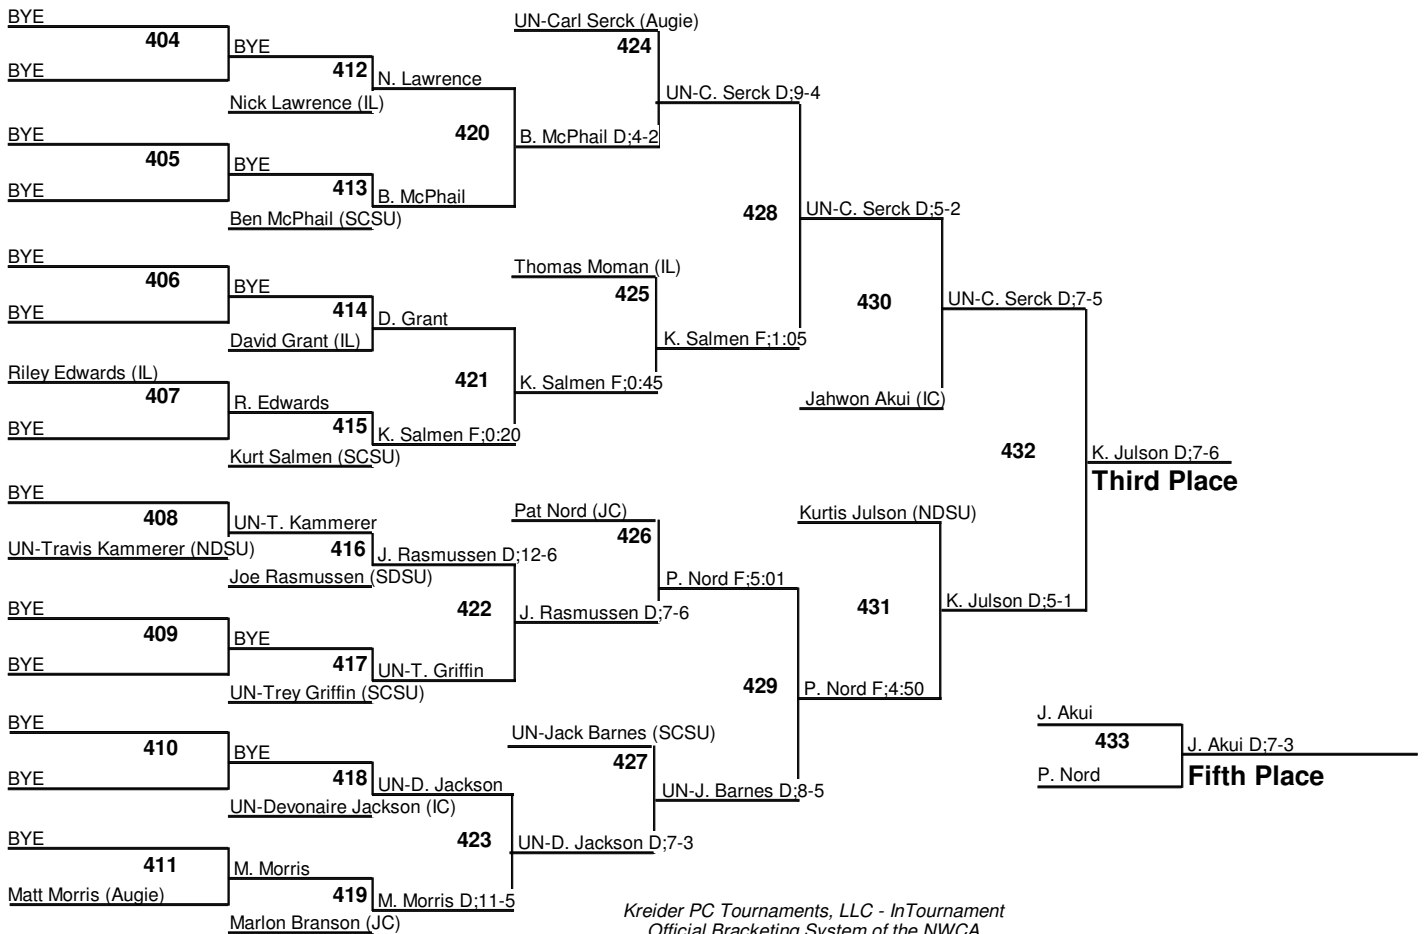 BYE
404
BYE
BYE
412
N. Lawrence
Nick Lawrence (IL)
420
BYE
405
BYE
BYE
413
B. McPhail
Ben McPhail (SCSU)
UN-Carl Serck (Augie)
424
B. McPhail D;4-2
UN-C. Serck D;9-4
428
BYE
406
BYE
BYE
414
D. Grant
David Grant (IL)
421
Riley Edwards (IL)
407
BYE
R. Edwards
415
K. Salmen F;0:20
Kurt Salmen (SCSU)
Thomas Moman (IL)
425
K. Salmen F;0:45
K. Salmen F;1:05
UN-C. Serck D;5-2
430
Jahwon Akui (IC)
UN-C. Serck D;7-5
432
K. Julson D;7-6
Third Place
BYE
408
UN-Travis Kammerer (NDSU)
UN-T. Kammerer
416
J. Rasmussen D;12-6
Joe Rasmussen (SDSU)
422
BYE
409
BYE
BYE
417
UN-T. Griffin
UN-Trey Griffin (SCSU)
Pat Nord (JC)
426
J. Rasmussen D;7-6
P. Nord F;5:01
429
Kurtis Julson (NDSU)
431
P. Nord F;4:50
K. Julson D;5-1
BYE
410
BYE
BYE
418
UN-D. Jackson
UN-Devonaire Jackson (IC)
423
BYE
411
Matt Morris (Augie)
M. Morris
419
M. Morris D;11-5
Marlon Branson (JC)
UN-Jack Barnes (SCSU)
427
UN-D. Jackson D;7-3
UN-J. Barnes D;8-5
J. Akui
433
P. Nord
J. Akui D;7-3
Fifth Place
Kreider PC Tournaments, LLC - InTournament
Official Bracketing System of the NWCA